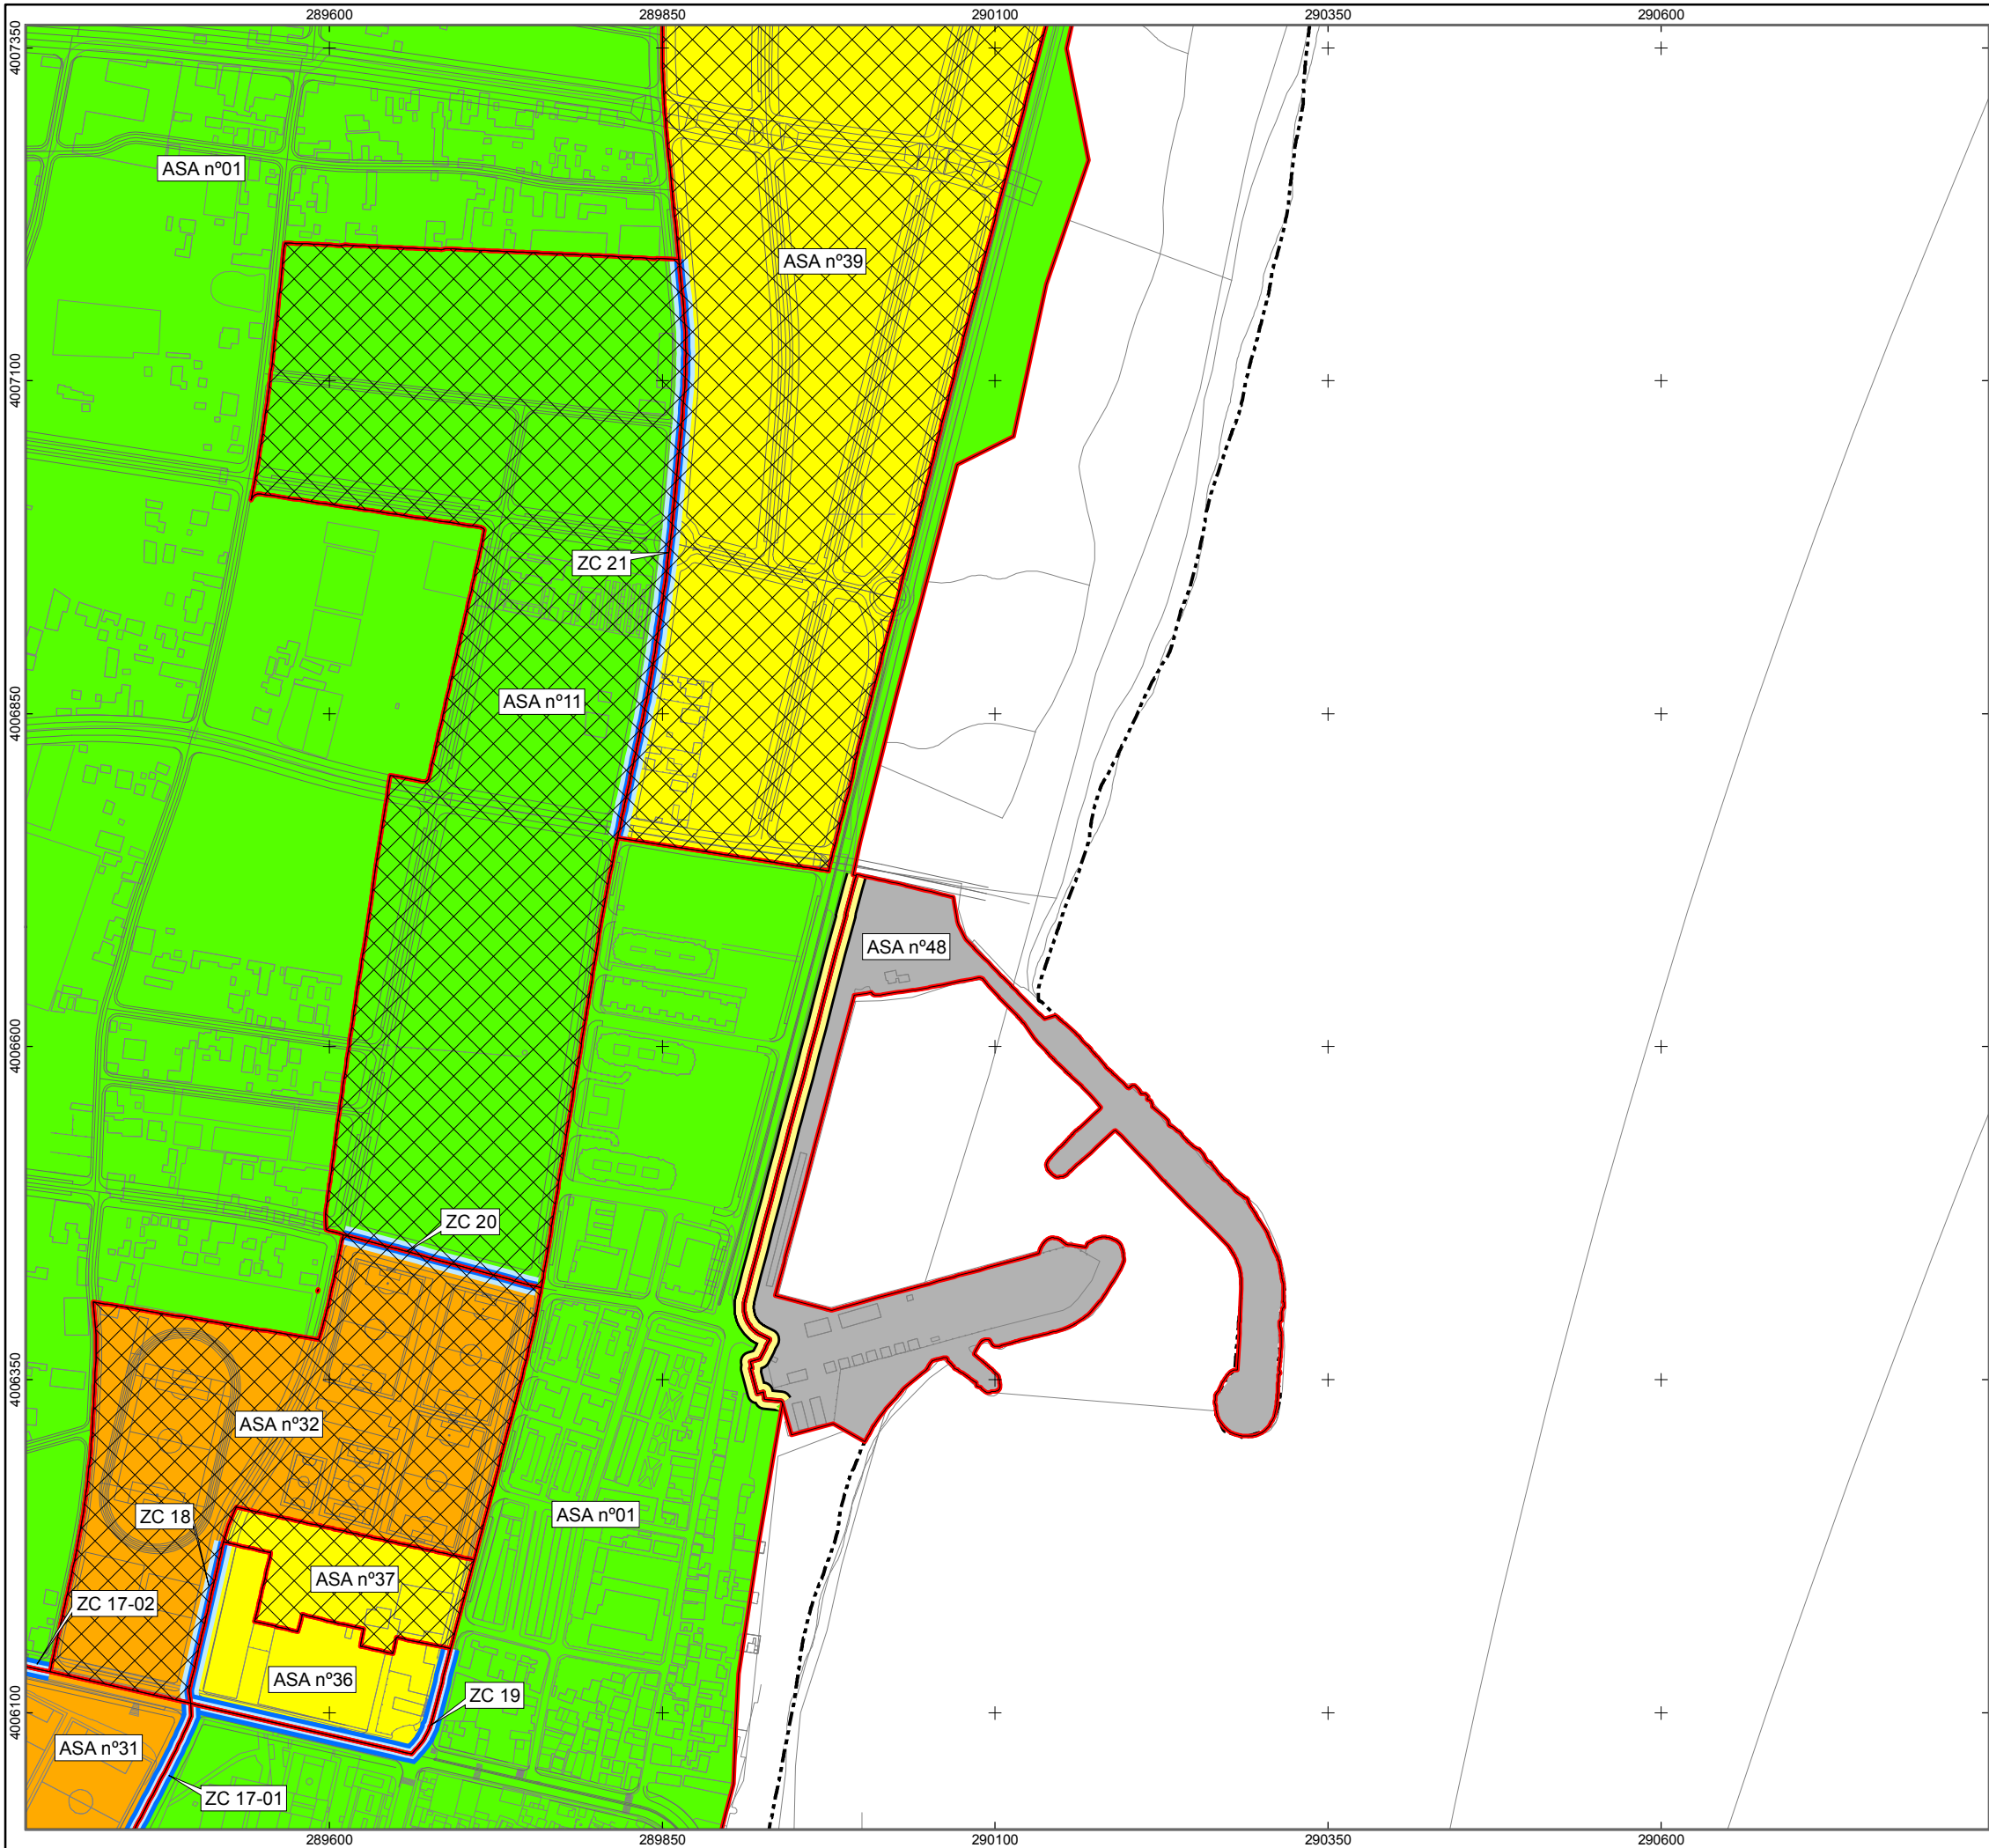 289600
289850
290100
290350
290600
4007350
4007100
4006850
4006600
4006350
4006100
ASA nº01
ASA nº39
ZC 21
ASA nº11
ASA nº48
ZC 20
ASA nº32
ZC 18
ASA nº01
ASA nº37
ZC 17-02
ASA nº36
ZC 19
ASA nº31
ZC 17-01
289600
289850
290100
290350
290600